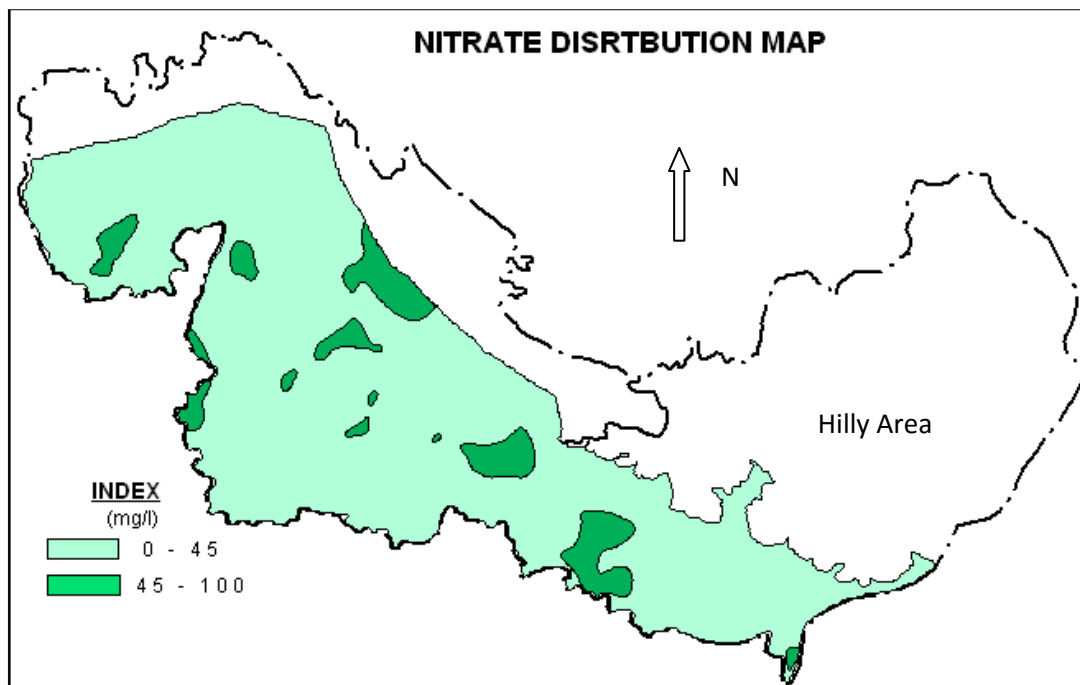 NITRATE DISRTBUTION MAP
N
Hilly Area
INDEX
(mg/l)
0 - 45
45 - 100